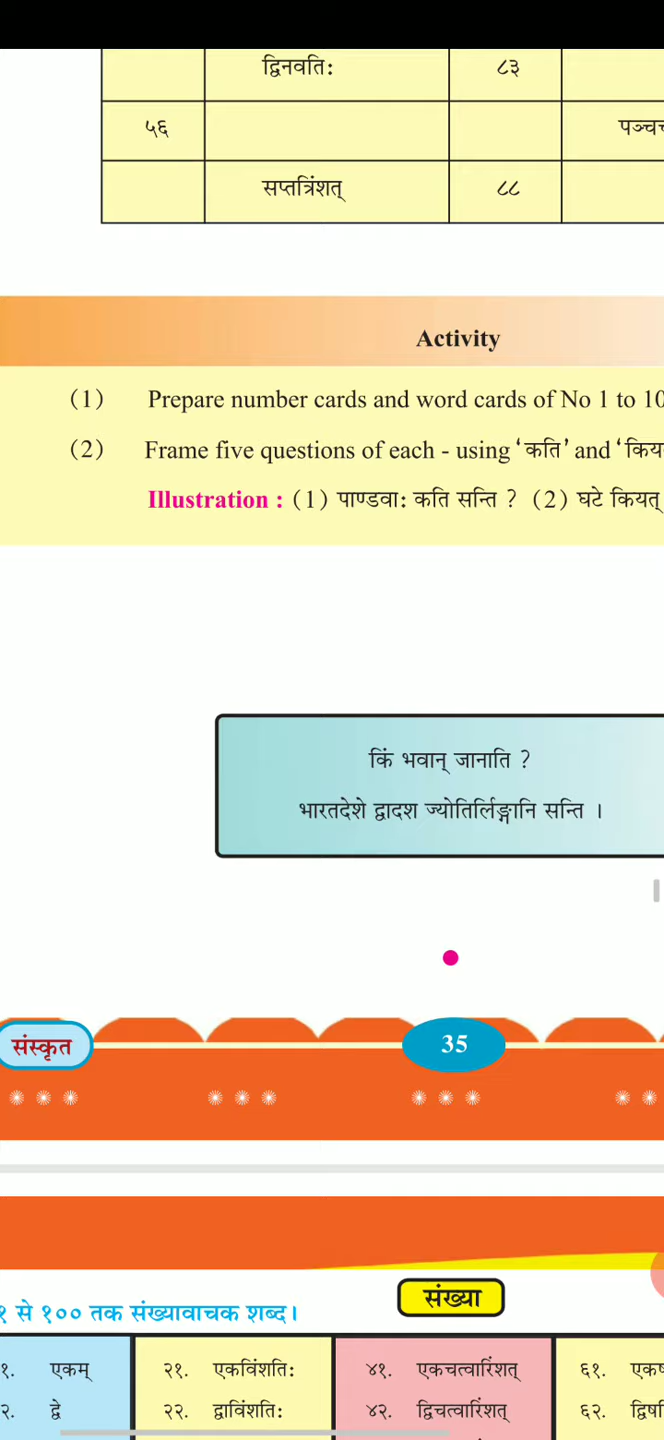 द्विनवतिः ८३
५६
सप्तत्रिंशत् ८८
Activity
(1) Prepare number cards and word cards of No 1 to
(2) Frame five questions of each - using ‘कति’ and
Illustration : (1) पाण्डवाः कति सन्ति ? (2) घटे कियत्
किं भवान् जानाति ?
भारतदेशे द्वादश ज्योतिर्लिङ्गानि सन्ति ।
संस्कृत 35
संख्या
१ से १०० तक संख्यावाचक शब्द।
१. एकम् २१. एकविंशतिः ४१. एकचत्वारिंशत् ६१.
२. द्वे २२. द्वाविंशतिः ४२. द्विचत्वारिंशत् ६२.